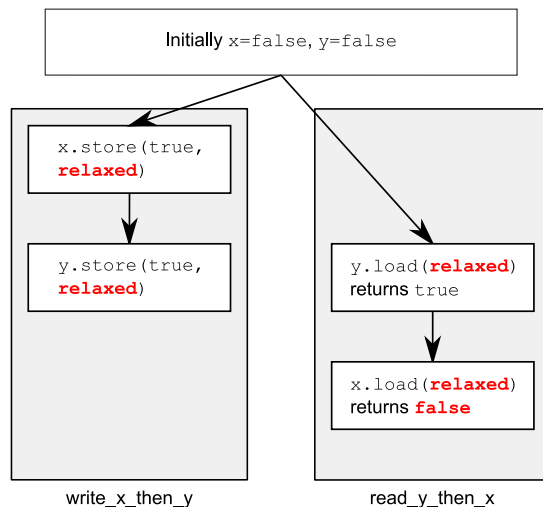 Initially x=false, y=false
x.store(true,
relaxed)
y.store(true,
relaxed)
write_x_then_y
y.load(relaxed)
returns true
x.load(relaxed)
returns false
read_y_then_x